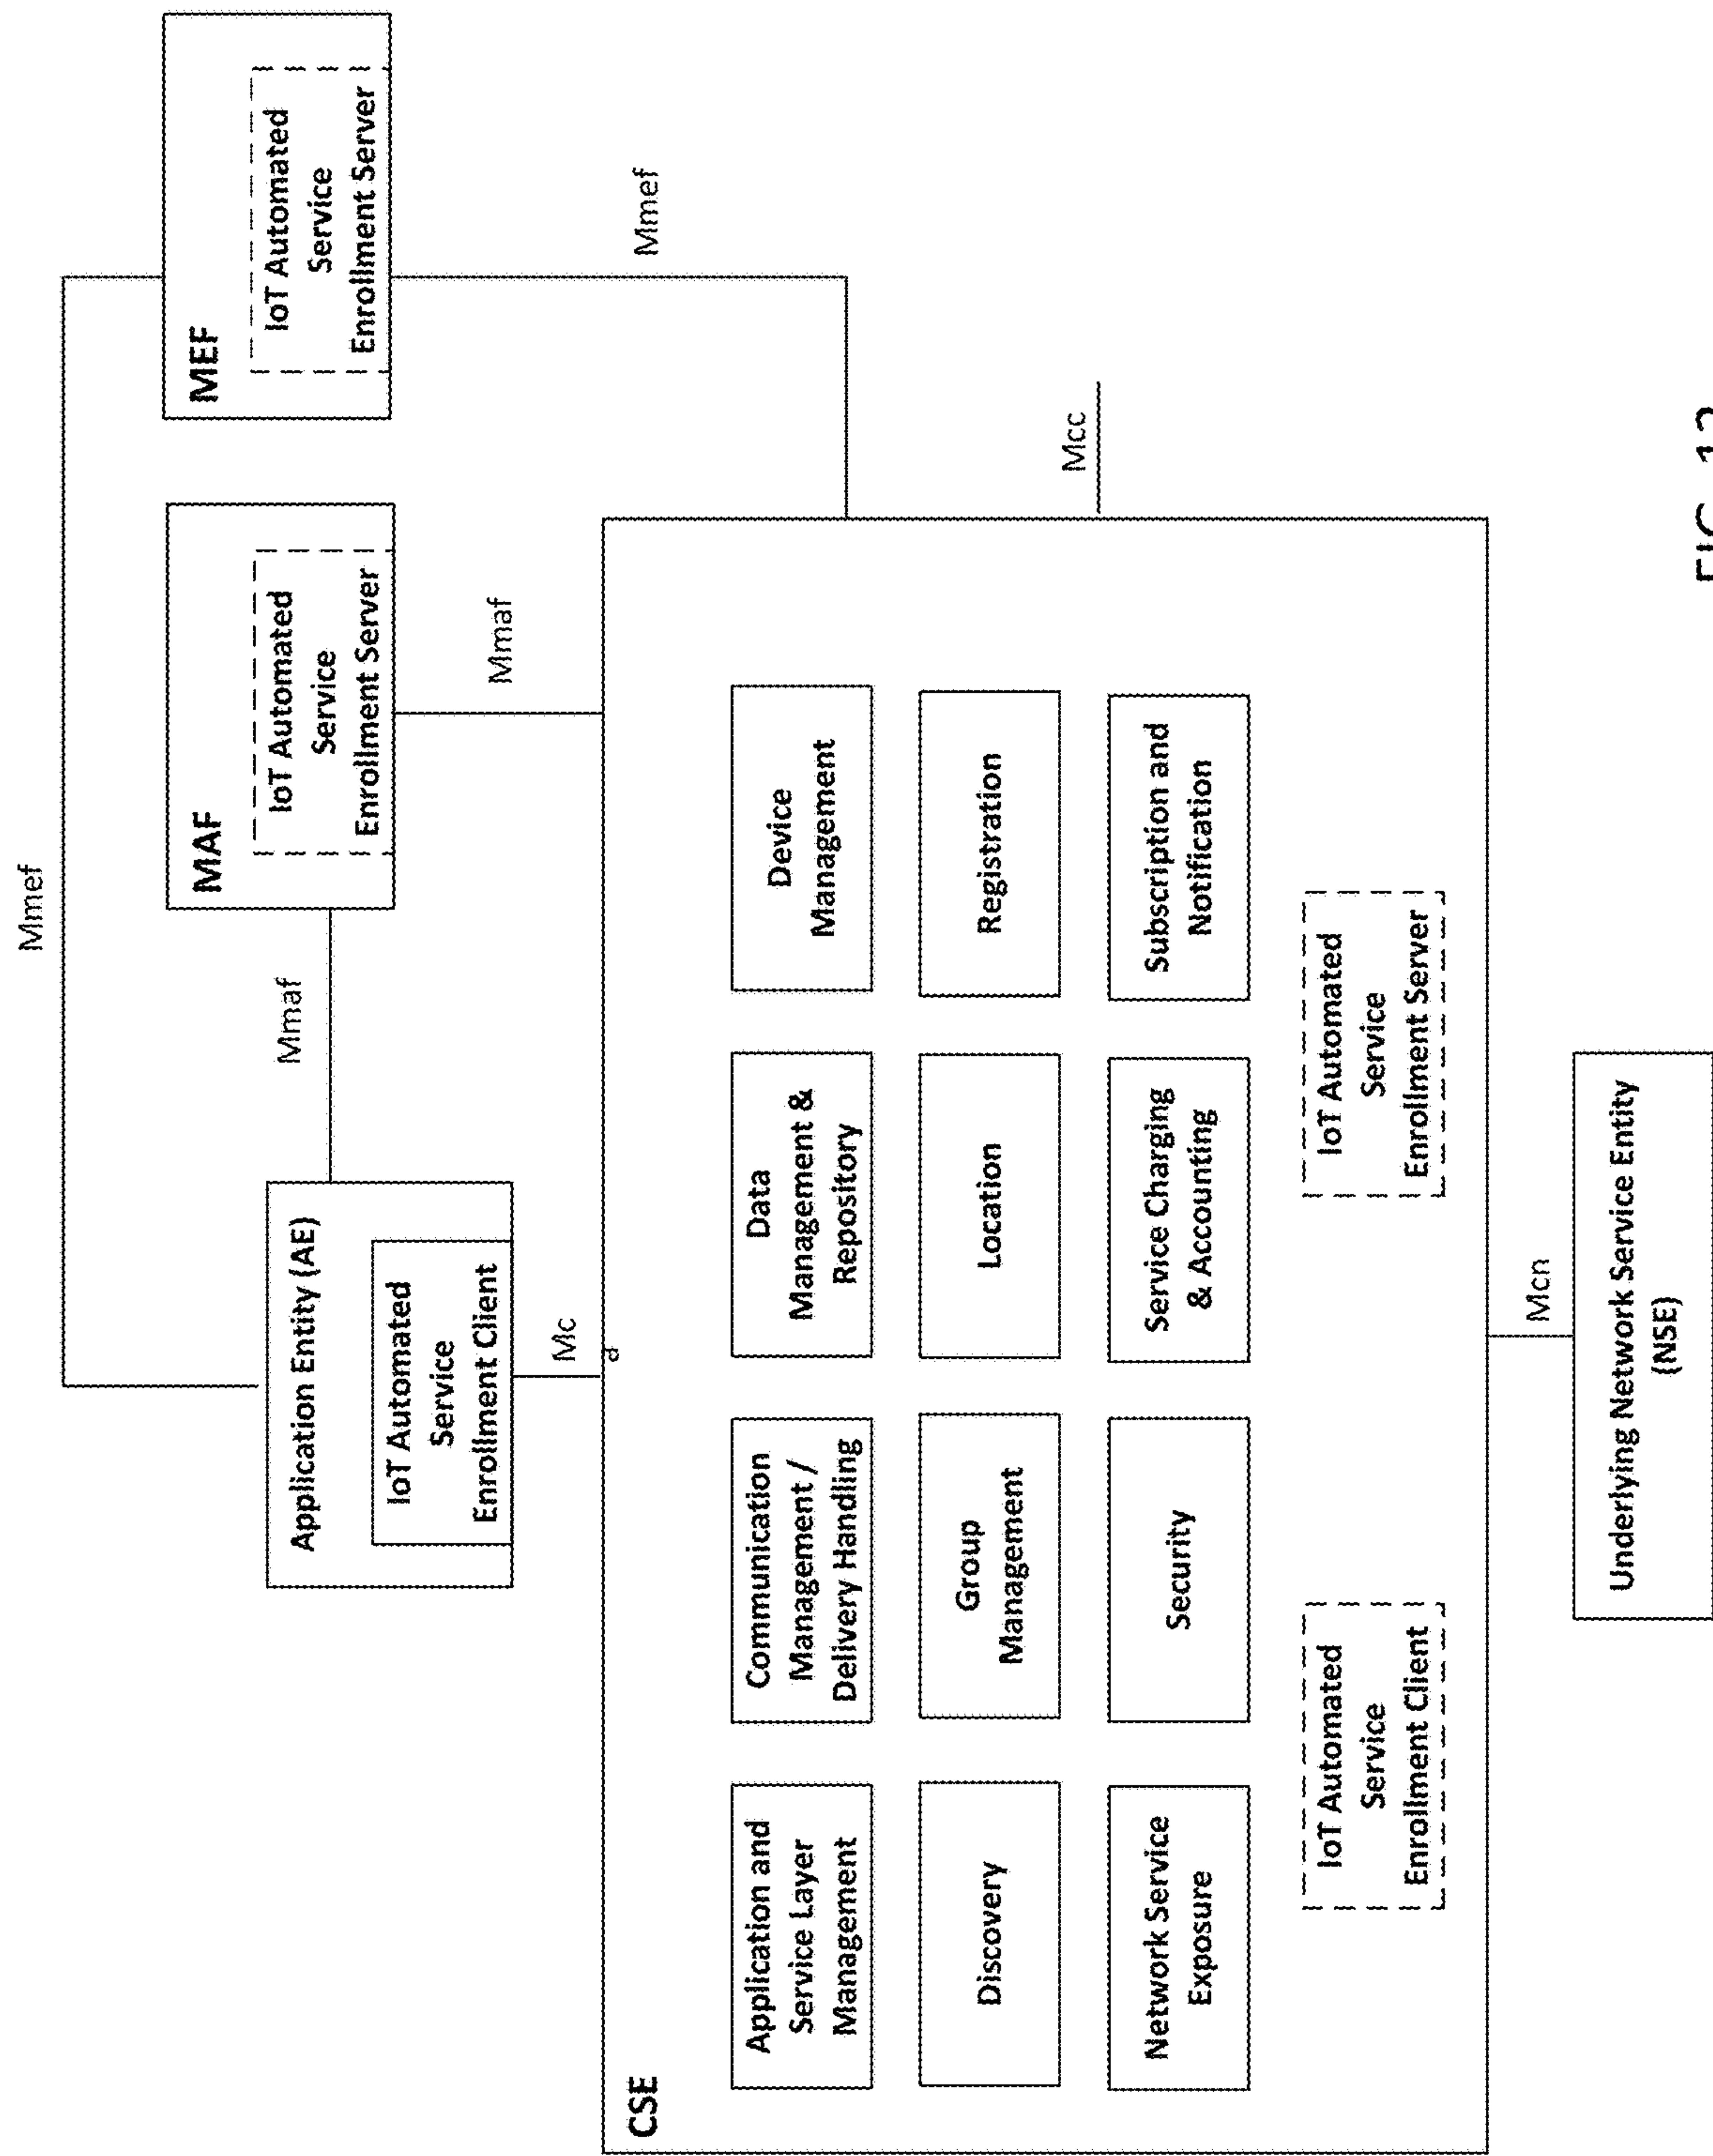 Mmef
MEF
IoT Automated
Service
Enrollment Server
MAF
IoT Automated
Service
Enrollment Server
Mmaf
Application Entity (AE)
IoT Automated
Service
Enrollment Client
Mc
a
Mmaf
Mmef
CSE
Application and
Service Layer
Management
Communication
Management /
Delivery Handling
Data
Management &
Repository
Device
Management
Discovery
Group
Management
Location
Registration
Mcc
Network Service
Exposure
Security
Service Charging
& Accounting
Subscription and
Notification
IoT Automated
Service
Enrollment Client
IoT Automated
Service
Enrollment Server
Mcn
Underlying Network Service Entity
(NSE)